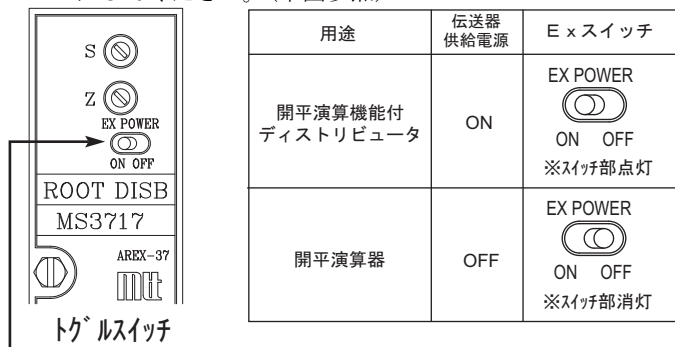 S
Z
EX POWER
ON OFF
ROOT DISB
MS3717
AREX-37
mtt
トグルスイッチ
用途
伝送器
供給電源
Exスイッチ
開平演算機能付
ディストリビュータ
ON
EX POWER
ON OFF
※スイッチ部点灯
開平演算器
OFF
EX POWER
ON OFF
※スイッチ部消灯